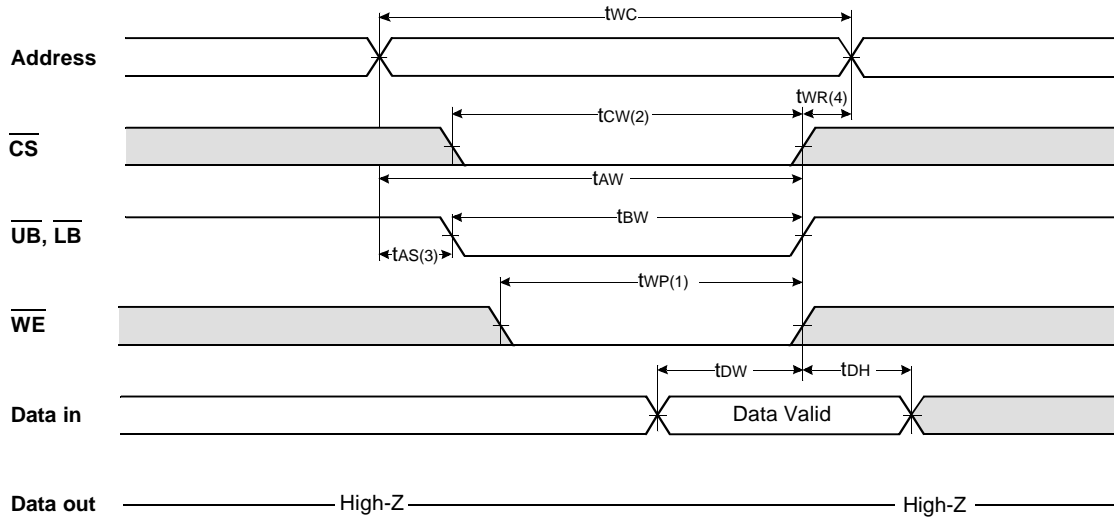 tWC
Address
tCW(2)
tWR(4)
CS
tAW
UB, LB
tBW
tAS(3)
tWP(1)
WE
tDW
tDH
Data in
Data Valid
Data out
High-Z
High-Z